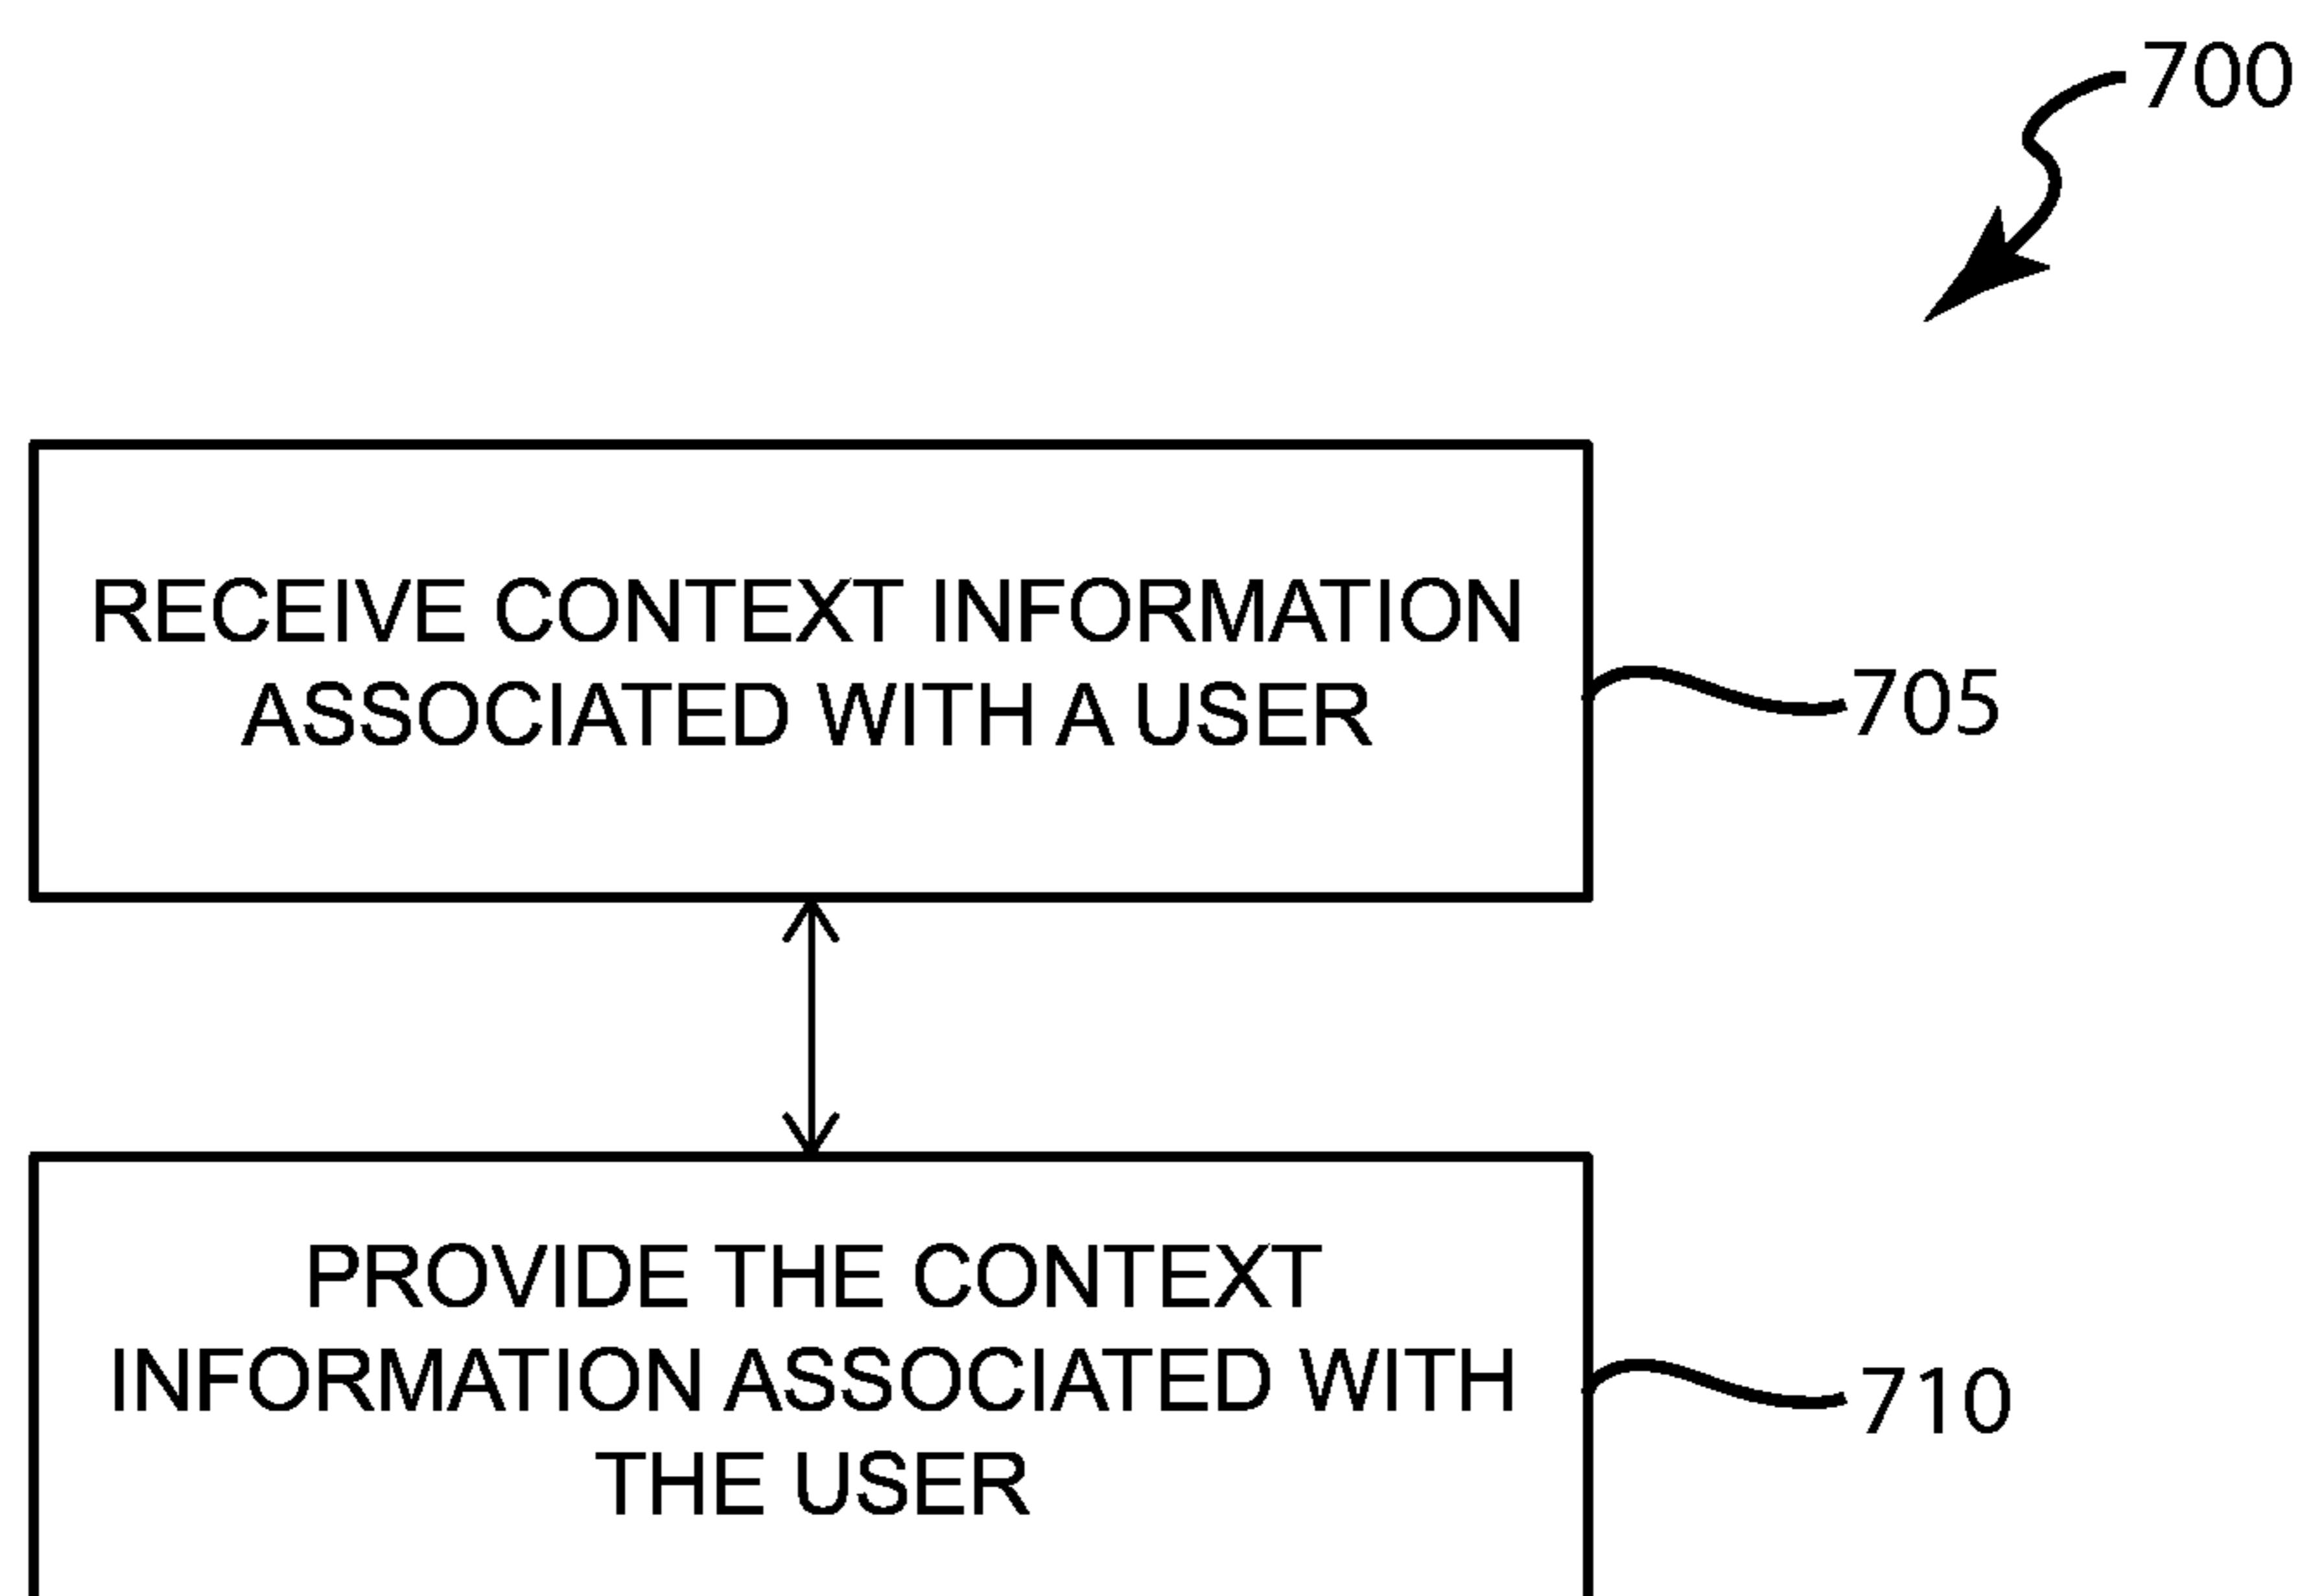 700
RECEIVE CONTEXT INFORMATION
ASSOCIATED WITH A USER
705
PROVIDE THE CONTEXT
INFORMATION ASSOCIATED WITH
THE USER
710